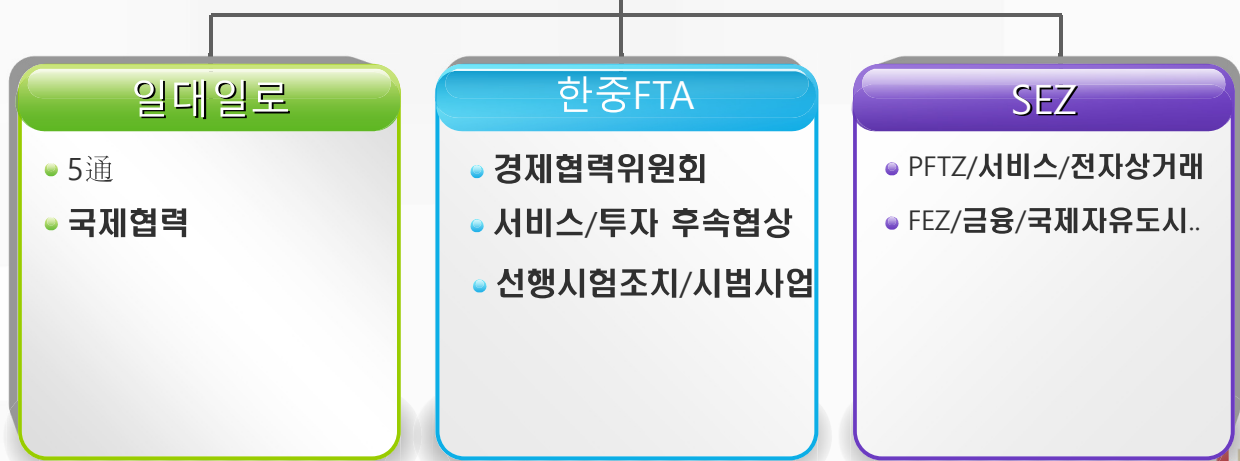 일대일로
5通
국제협력
한중FTA
경제협력위원회
서비스/투자 후속협상
선행시험조치/시범사업
SEZ
PFTZ/서비스/전자상거래
FEZ/금융/국제자유도시..